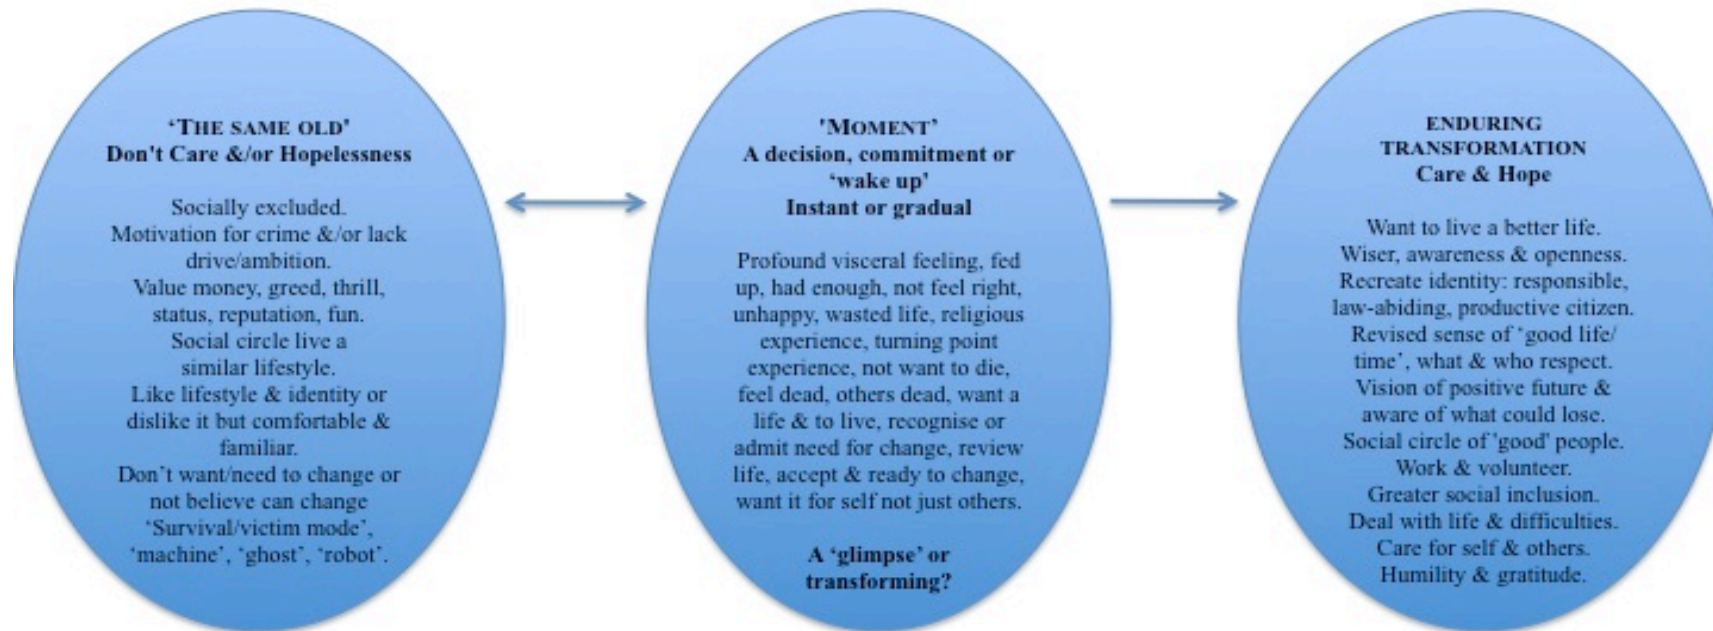 ‘THE SAME OLD'
Don't Care &/or Hopelessness
Socially excluded.
Motivation for crime &/or lack
drive/ambition.
Value money, greed, thrill,
status, reputation, fun.
Social circle live a
similar lifestyle.
Like lifestyle & identity or
dislike it but comfortable &
familiar.
Don’t want/need to change or
not believe can change
‘Survival/victim mode’,
‘machine’, ‘ghost’, ‘robot’.
'MOMENT’
A decision, commitment or
‘wake up’
Instant or gradual
Profound visceral feeling, fed
up, had enough, not feel right,
unhappy, wasted life, religious
experience, turning point
experience, not want to die,
feel dead, others dead, want a
life & to live, recognise or
admit need for change, review
life, accept & ready to change,
want it for self not just others.
A ‘glimpse’ or
transforming?
ENDURING
TRANSFORMATION
Care & Hope
Want to live a better life.
Wiser, awareness & openness.
Recreate identity: responsible,
law-abiding, productive citizen.
Revised sense of ‘good life/
time’, what & who respect.
Vision of positive future &
aware of what could lose.
Social circle of 'good' people.
Work & volunteer.
Greater social inclusion.
Deal with life & difficulties.
Care for self & others.
Humility & gratitude.